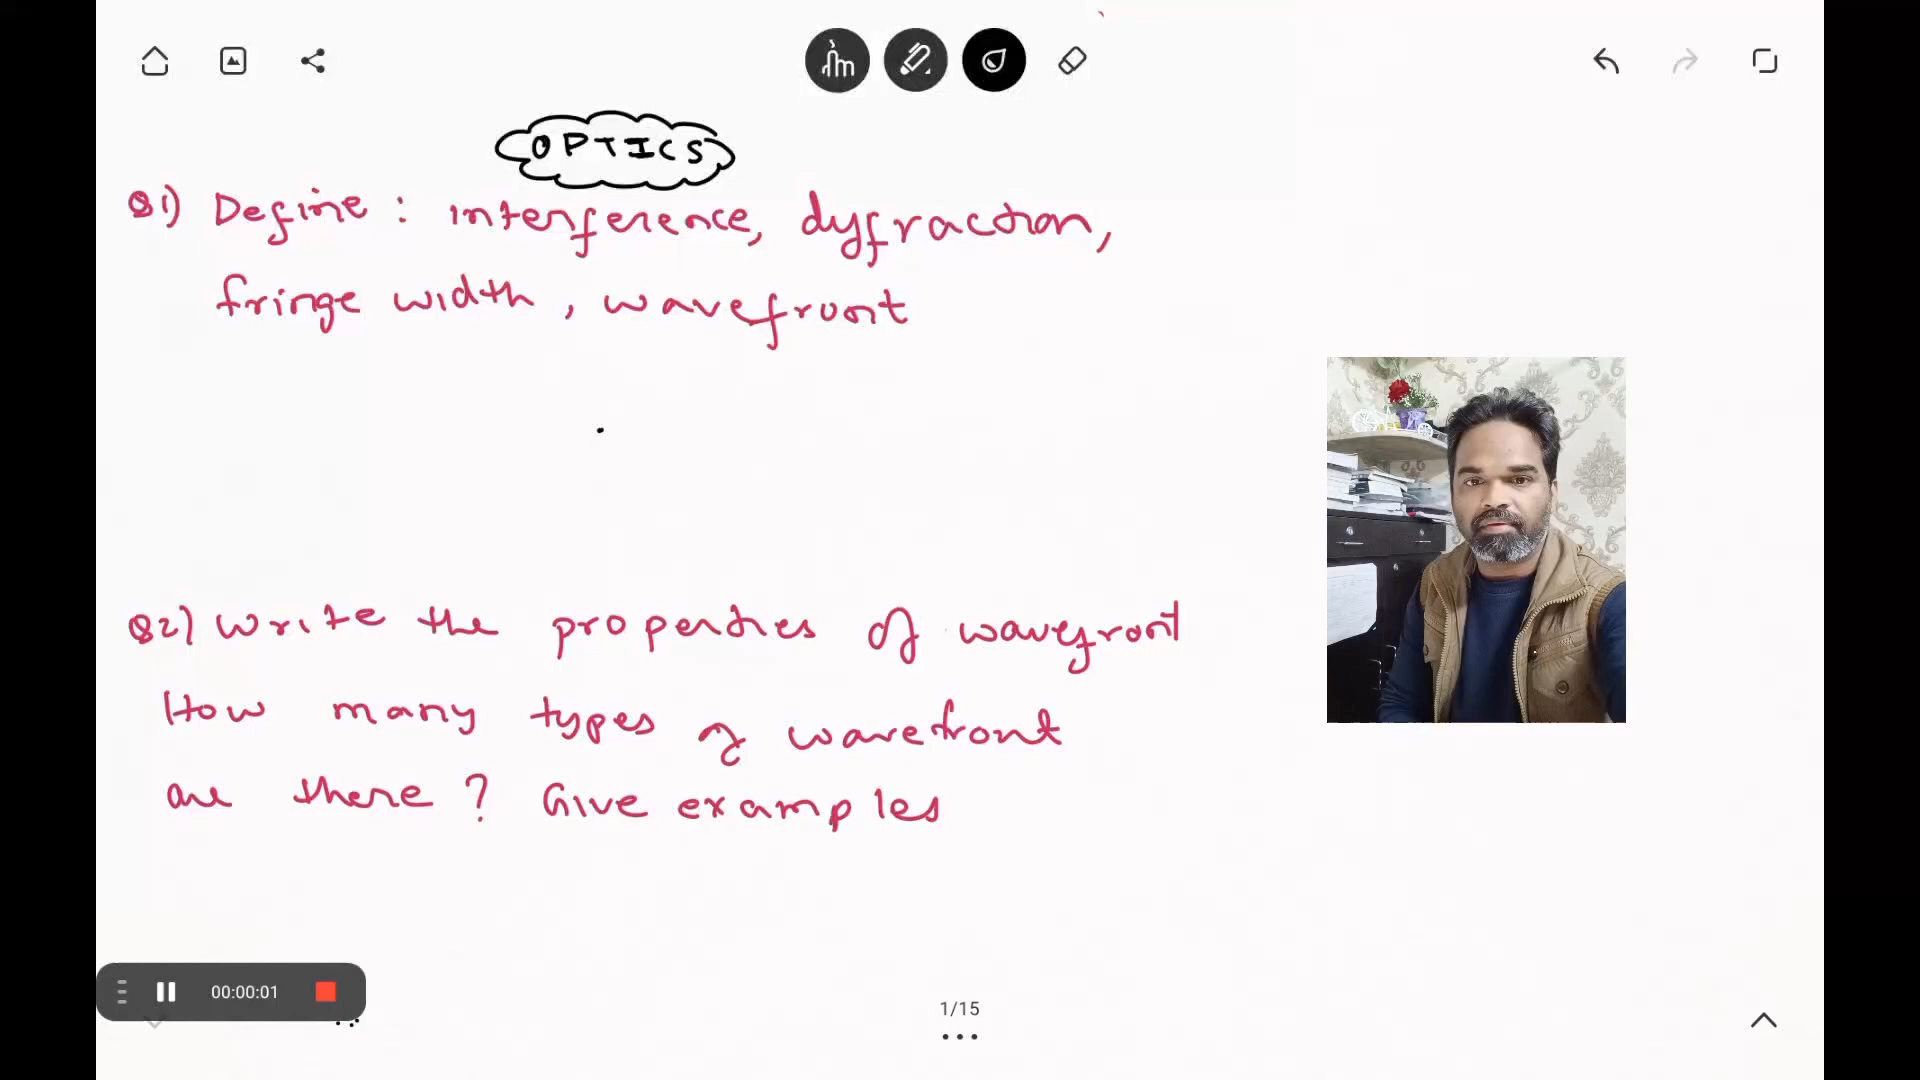 OPTICS
Q1) Define : interference, dyfraction,
fringe width, wavefront
Q2) Write the properties of wavefront
How many types of wavefront
are there? Give examples
00:00:01
1/15